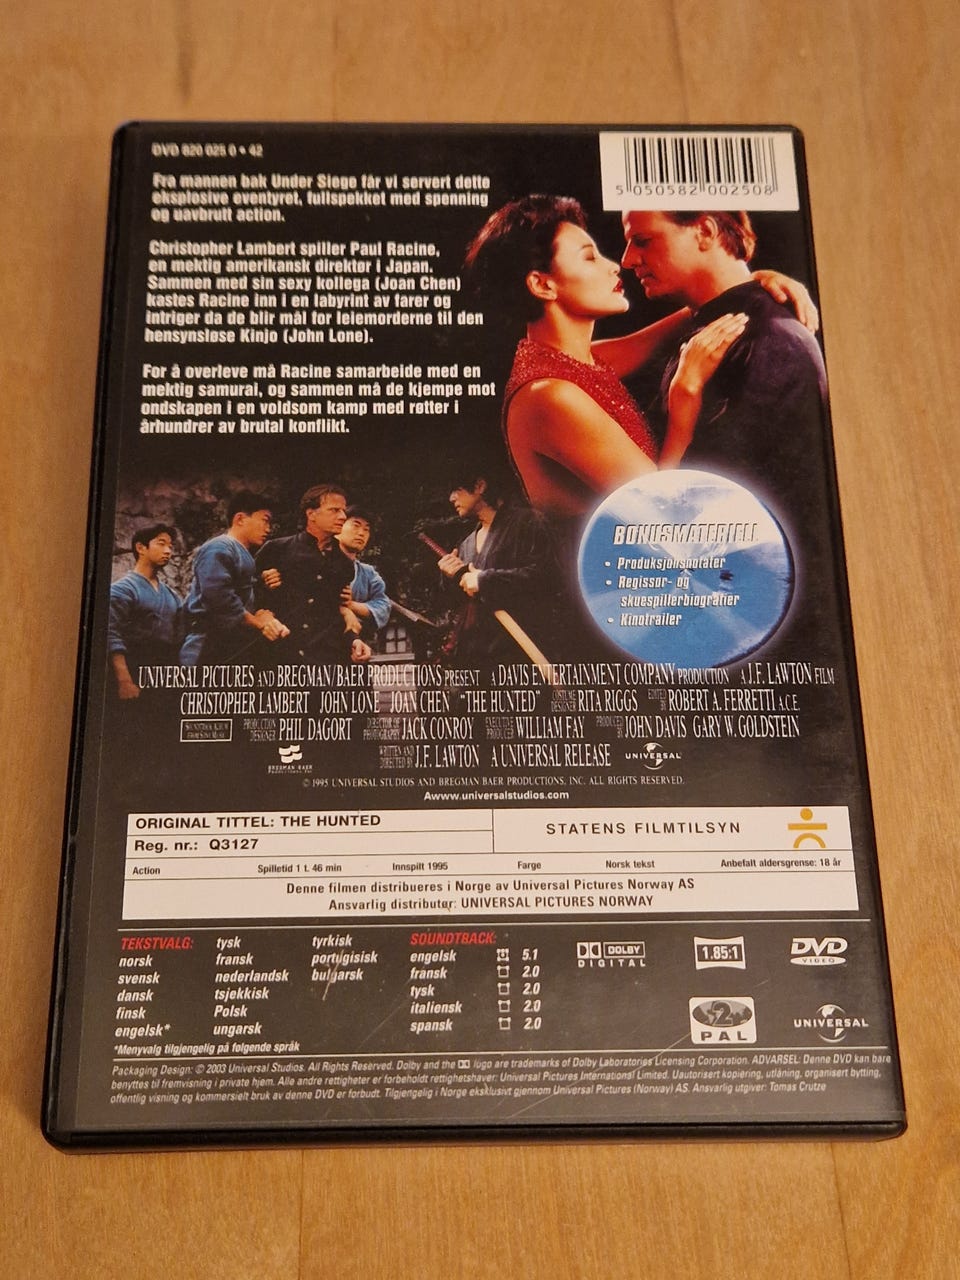 DVD 820 025 0 • 42
5 050582 002508
Fra mannen bak Under Siege får vi servert dette
eksplosive eventyret, fullspekket med spenning
og uavbrutt action.
Christopher Lambert spiller Paul Racine,
en mektig amerikansk direktør i Japan.
Sammen med sin sexy kollega (Joan Chen)
kastes Racine inn i en labyrint av farer og
intriger da de blir mål for leiemorderne til den
hensynsløse Kinjo (John Lone).
For å overleve må Racine samarbeide med en
mektig samurai, og sammen må de kjempe mot
ondskapen i en voldsom kamp med røtter i
århundrer av brutal konflikt.
BONUSMATERIELL
• Produksjonsnotater
• Regissør- og
skuespillerbiografier
• Kinotrailer
UNIVERSAL PICTURES AND BREGMAN/BAER PRODUCTIONS PRESENT A DAVIS ENTERTAINMENT COMPANY PRODUCTION A J.F. LAWTON FILM
CHRISTOPHER LAMBERT JOHN LONE JOAN CHEN "THE HUNTED" COSTUME DESIGNER RITA RIGGS EDITED BY ROBERT A. FERRETTI A.C.E.
SOUNDTRACK ALBUM FROM SONY MUSIC PRODUCTION DESIGNER PHIL DAGORT DIRECTOR OF PHOTOGRAPHY JACK CONROY EXECUTIVE PRODUCER WILLIAM FAY PRODUCED BY JOHN DAVIS GARY W. GOLDSTEIN
BREGMAN BAER Productions, Inc. WRITTEN AND DIRECTED BY J.F. LAWTON A UNIVERSAL RELEASE UNIVERSAL
© 1995 UNIVERSAL STUDIOS AND BREGMAN BAER PRODUCTIONS, INC. ALL RIGHTS RESERVED.
Awww.universalstudios.com
ORIGINAL TITTEL: THE HUNTED
Reg. nr.: Q3127
STATENS FILMTILSYN
Action Spilletid 1 t. 46 min Innspilt 1995 Farge Norsk tekst Anbefalt aldersgrense: 18 år
Denne filmen distribueres i Norge av Universal Pictures Norway AS
Ansvarlig distributør: UNIVERSAL PICTURES NORWAY
TEKSTVALG: tysk tyrkisk
norsk fransk portugisisk
svensk nederlandsk bulgarsk
dansk tsjekkisk
finsk Polsk
engelsk* ungarsk
*Menyvalg tilgjengelig på følgende språk
SOUNDTRACK:
engelsk 5.1
fransk 2.0
tysk 2.0
italiensk 2.0
spansk 2.0
DOLBY
DIGITAL
1.85:1
DVD
VIDEO
2
PAL
UNIVERSAL
Packaging Design: © 2003 Universal Studios. All Rights Reserved. Dolby and the logo are trademarks of Dolby Laboratories Licensing Corporation. ADVARSEL: Denne DVD kan bare
benyttes til fremvisning i private hjem. Alle andre rettigheter er forbeholdt rettighetshaver: Universal Pictures International Limited. Uautorisert kopiering, utlåning, organisert bytting,
offentlig visning og kommersielt bruk av denne DVD er forbudt. Tilgjengelig i Norge eksklusivt gjennom Universal Pictures (Norway) AS. Ansvarlig utgiver: Tomas Crutze